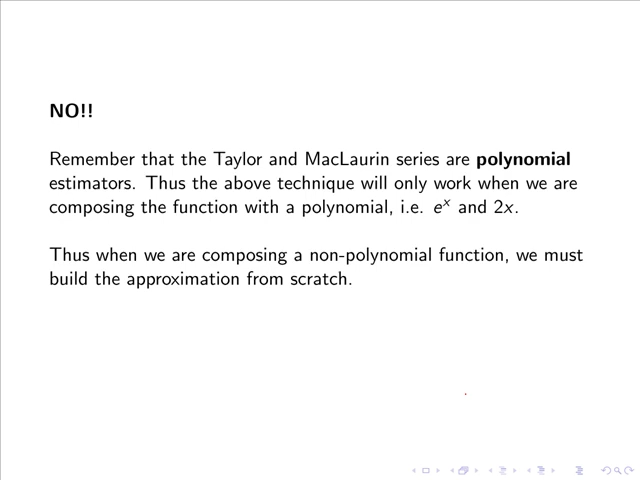 NO!!
Remember that the Taylor and MacLaurin series are polynomial
estimators. Thus the above technique will only work when we are
composing the function with a polynomial, i.e. eˣ and 2x.
Thus when we are composing a non-polynomial function, we must
build the approximation from scratch.